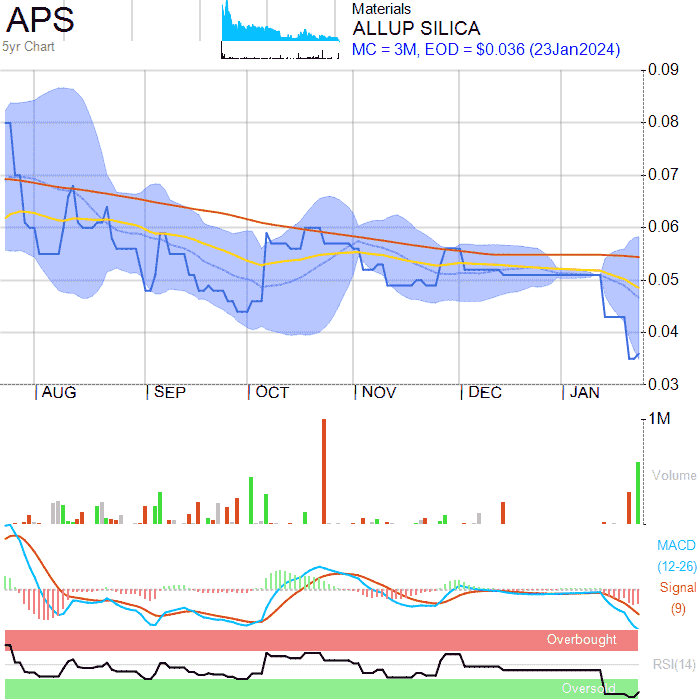 APS
5yr Chart
Materials
ALLUP SILICA
MC = 3M, EOD = $0.036 (23Jan2024)
0.09
0.08
0.07
0.06
0.05
0.04
0.03
AUG SEP OCT NOV DEC JAN
1M
Volume
MACD
(12-26)
Signal
(9)
Overbought
RSI(14)
Oversold